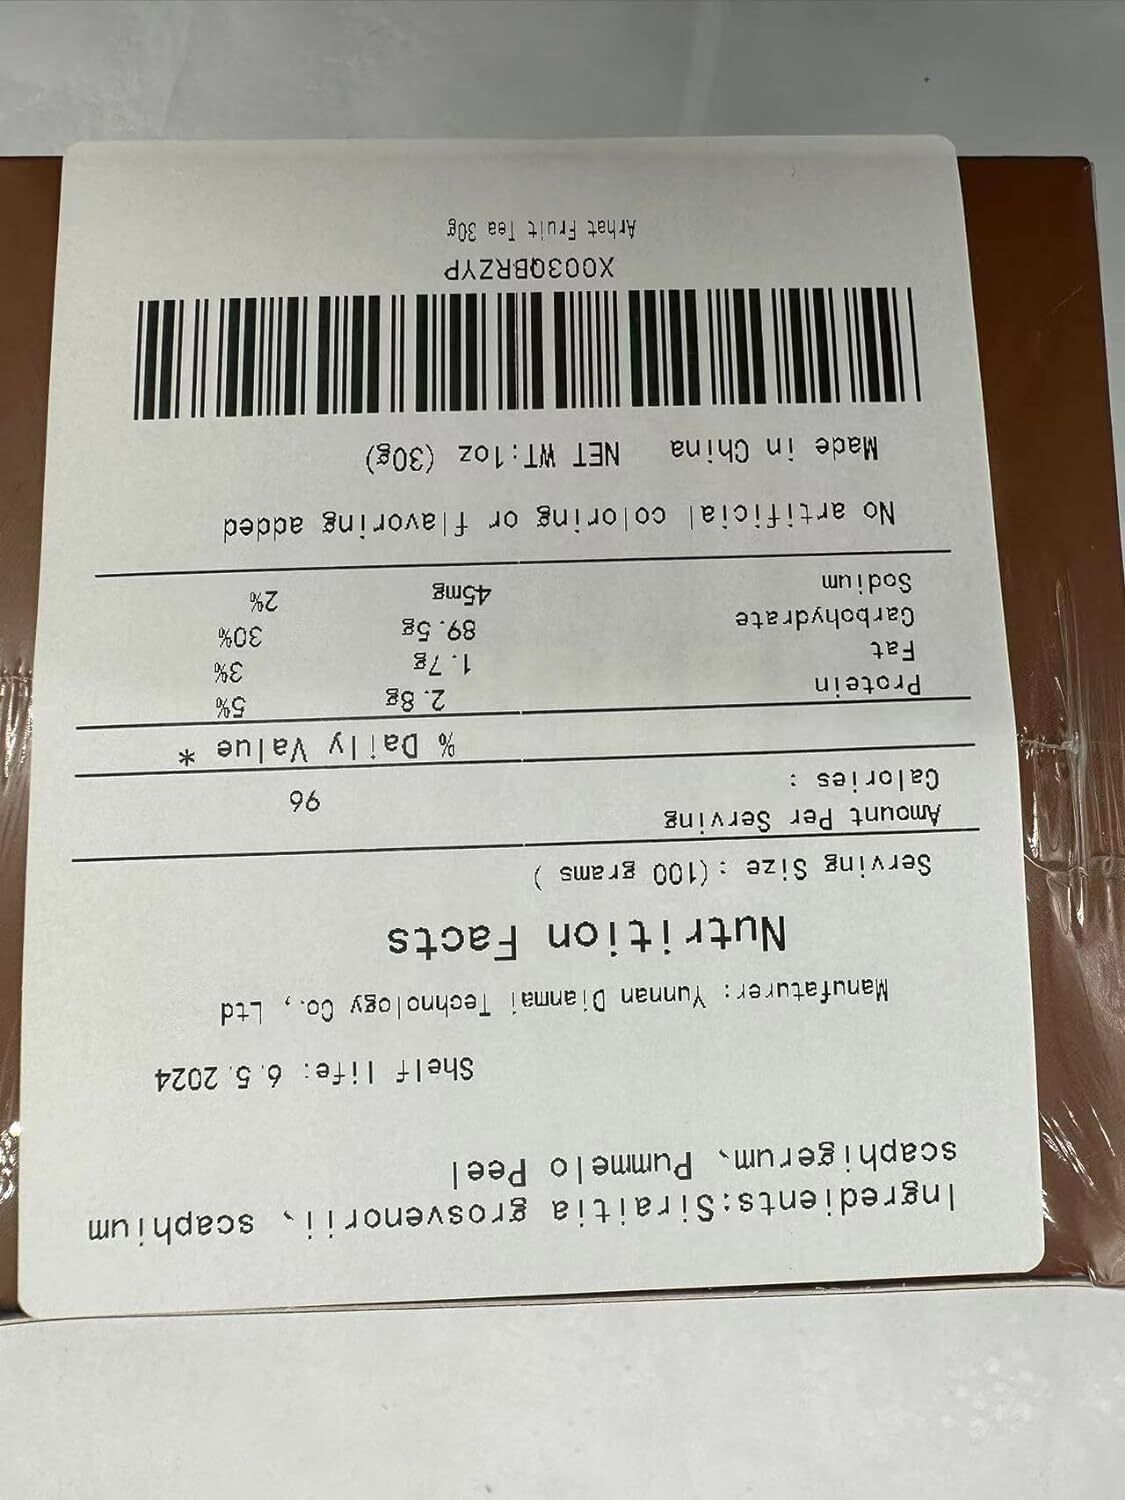 Ingredients:Siraitia grosvenorii、scaphium
scaphigerum、Pummelo Peel
Shelf life: 6.5.2024
Manufaturer: Yunnan Dianmai Technology Co., Ltd
Nutrition Facts
Serving Size :(100 grams )
Amount Per Serving
Calories : 96
% Daily Value *
Protein 2.8g 5%
Fat 1.7g 3%
Carbohydrate 89.5g 30%
Sodium 45mg 2%
No artificial coloring or flavoring added
Made in China NET WT:1oz (30g)
X003QBRZYP
Arhat Fruit Tea 30g